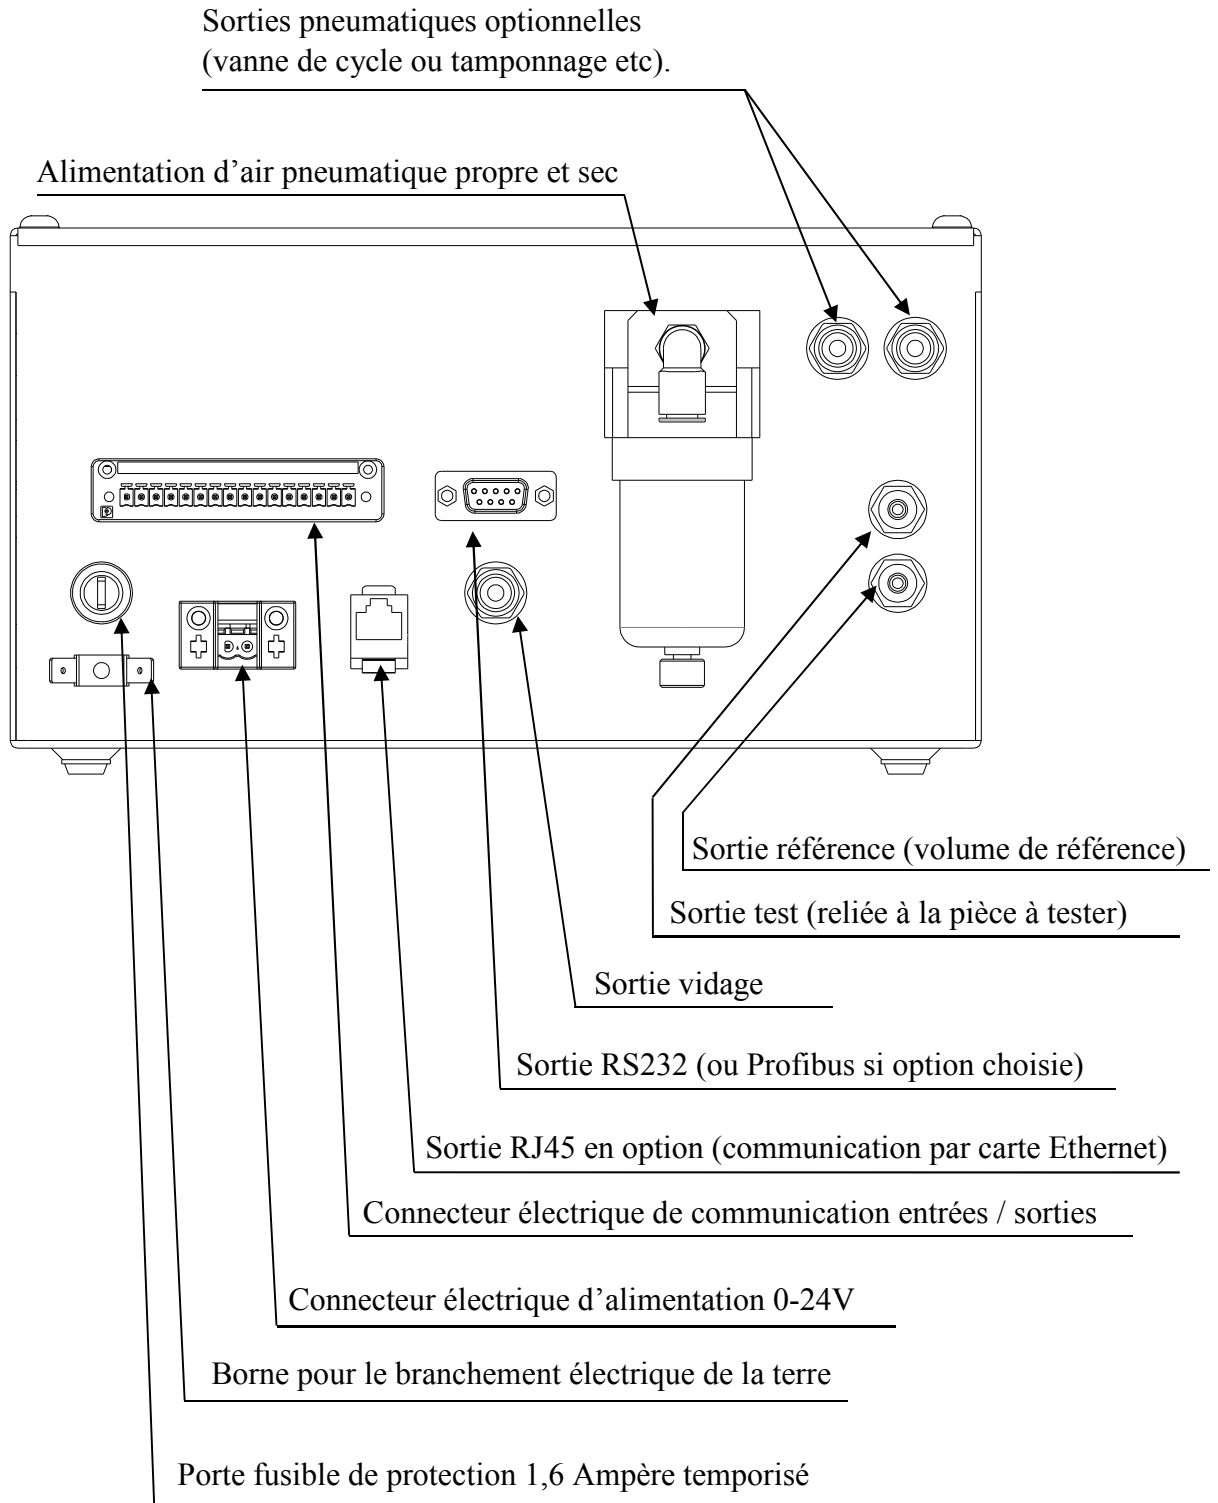 Sorties pneumatiques optionnelles
(vanne de cycle ou tamponnage etc).
Alimentation d’air pneumatique propre et sec
Sortie référence (volume de référence)
Sortie test (reliée à la pièce à tester)
Sortie vidage
Sortie RS232 (ou Profibus si option choisie)
Sortie RJ45 en option (communication par carte Ethernet)
Connecteur électrique de communication entrées / sorties
Connecteur électrique d’alimentation 0-24V
Borne pour le branchement électrique de la terre
Porte fusible de protection 1,6 Ampère temporisé